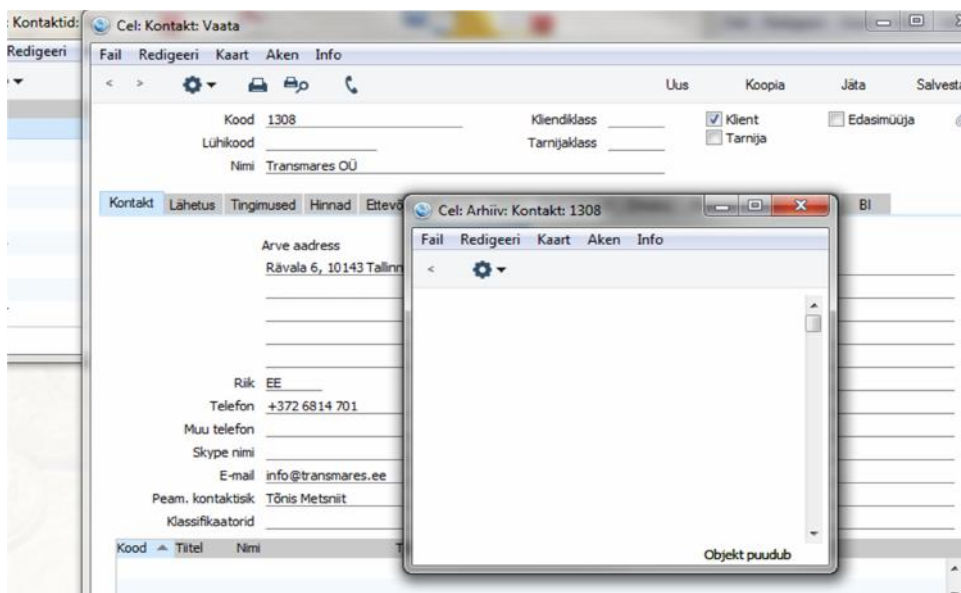 Kontaktid:
Redigeeri
Cel: Kontakt: Vaata
Fail Redigeeri Kaart Aken Info
< > Uus Koopia Jäta Salvesta
Kood 1308 Kliendiklass Klient Edasimüüja
Lühikood Tarnijaklass Tarnija
Nimi Transmares OÜ
Kontakt Lähetus Tingimused Hinnad Ettevõ BI
Arve aadress
Rävala 6, 10143 Tallinn
Riik EE
Telefon +372 6814 701
Muu telefon
Skype nimi
E-mail info@transmares.ee
Peam. kontaktisik Tõnis Metsniit
Klassifikaatorid
Kood Tiitel Nimi T
Cel: Arhiiv: Kontakt: 1308
Fail Redigeeri Kaart Aken Info
<
Objekt puudub